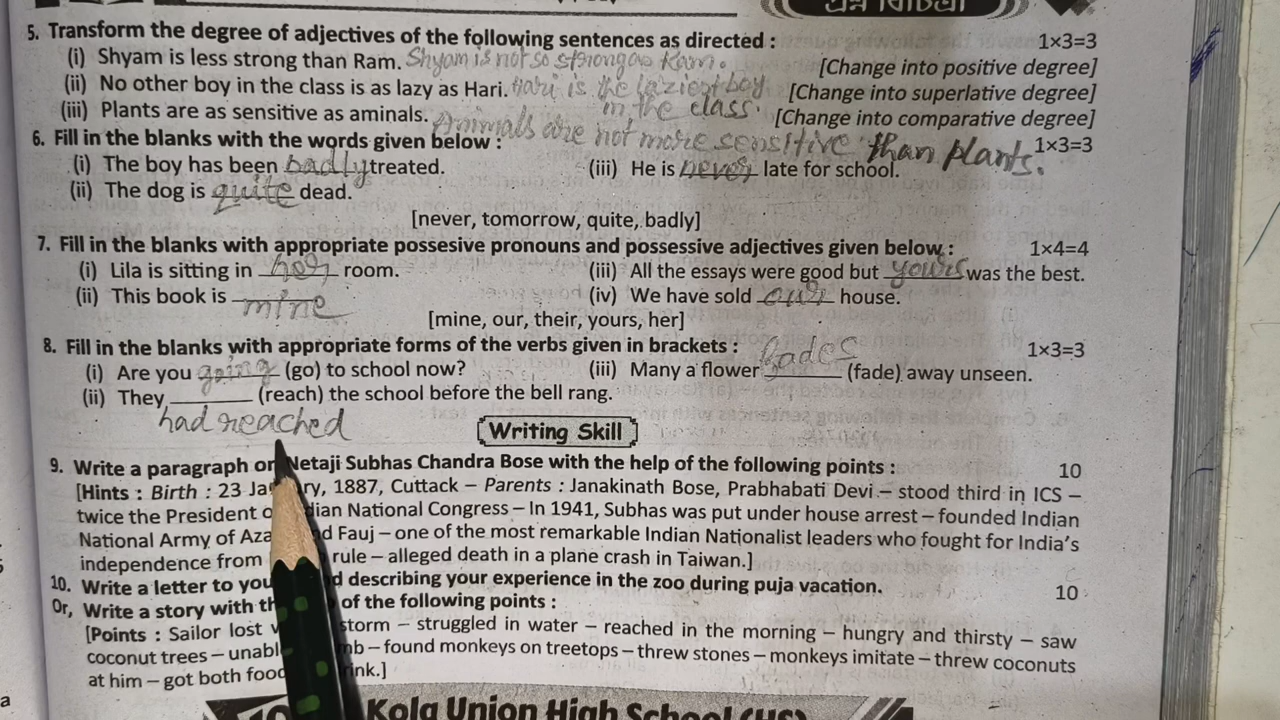 প্রশ্ন বিচিত্রা
5. Transform the degree of adjectives of the following sentences as directed : 1×3=3
(i) Shyam is less strong than Ram. Shyam is not so strong as Ram. [Change into positive degree]
(ii) No other boy in the class is as lazy as Hari. Hari is the laziest boy in the class. [Change into superlative degree]
(iii) Plants are as sensitive as aminals. Animals are not more sensitive than plants. [Change into comparative degree]
6. Fill in the blanks with the words given below : 1×3=3
(i) The boy has been badly treated. (iii) He is never late for school.
(ii) The dog is quite dead.
[never, tomorrow, quite, badly]
7. Fill in the blanks with appropriate possesive pronouns and possessive adjectives given below : 1×4=4
(i) Lila is sitting in her room. (iii) All the essays were good but yours was the best.
(ii) This book is mine (iv) We have sold our house.
[mine, our, their, yours, her]
8. Fill in the blanks with appropriate forms of the verbs given in brackets : 1×3=3
(i) Are you going (go) to school now? (iii) Many a flower fades (fade) away unseen.
(ii) They had reached (reach) the school before the bell rang.
Writing Skill
9. Write a paragraph on Netaji Subhas Chandra Bose with the help of the following points : 10
[Hints : Birth : 23 January, 1887, Cuttack – Parents : Janakinath Bose, Prabhabati Devi – stood third in ICS –
twice the President o dian National Congress – In 1941, Subhas was put under house arrest – founded Indian
National Army of Aza d Fauj – one of the most remarkable Indian Nationalist leaders who fought for India's
independence from rule – alleged death in a plane crash in Taiwan.]
10. Write a letter to you d describing your experience in the zoo during puja vacation. 10
Or, Write a story with th of the following points :
[Points : Sailor lost storm – struggled in water – reached in the morning – hungry and thirsty – saw
coconut trees – unabl mb – found monkeys on treetops – threw stones – monkeys imitate – threw coconuts
at him – got both food rink.]
Kola Union High School (HS)